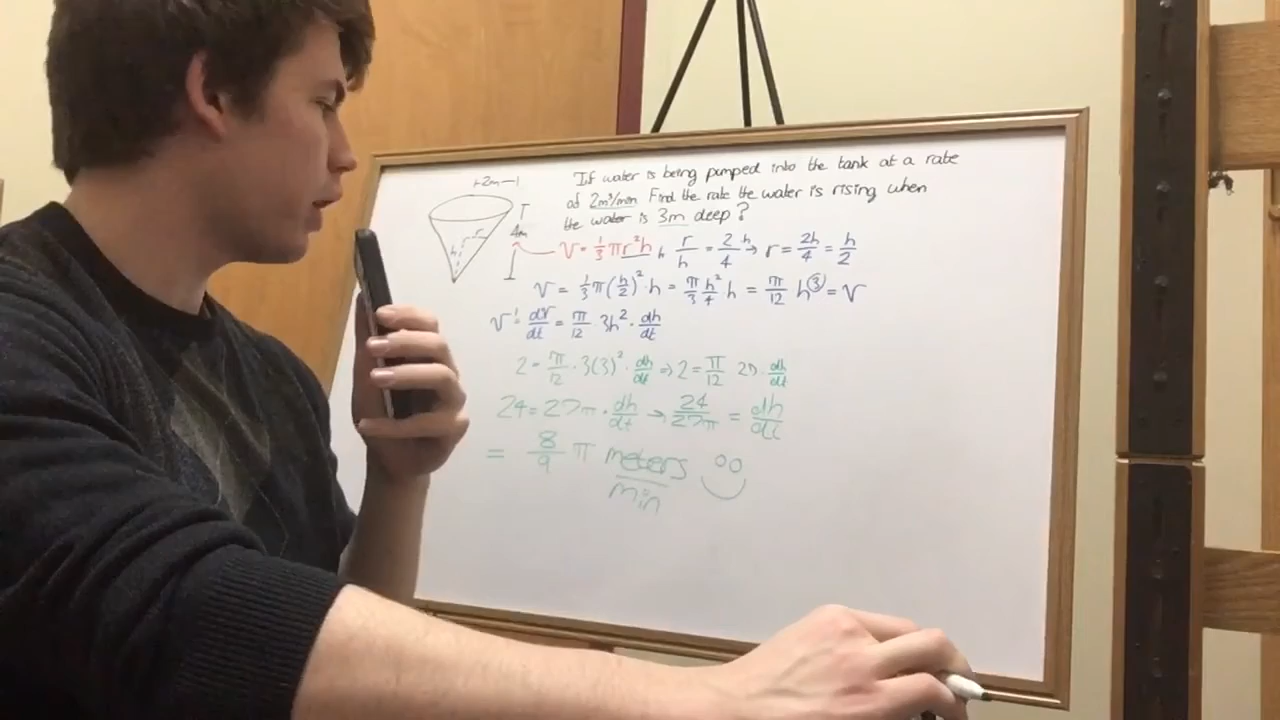 ⊢2m⊣
If water is being pumped into the tank at a rate
of 2m³/min Find the rate the water is rising when
the water is 3m deep?
4m
r
h
V = 1/3 πr²h, r/h = 2/4 → r = 2h/4 = h/2
V = 1/3 π(h/2)²·h = π/3 h²/4 h = π/12 h³ = V
V' = dV/dt = π/12 · 3h² · dh/dt
2 = π/12 · 3(3)² · dh/dt ⇒ 2 = π/12 27 · dh/dt
24 = 27π · dh/dt → 24/27π = dh/dt
= 8/9 π meters/min